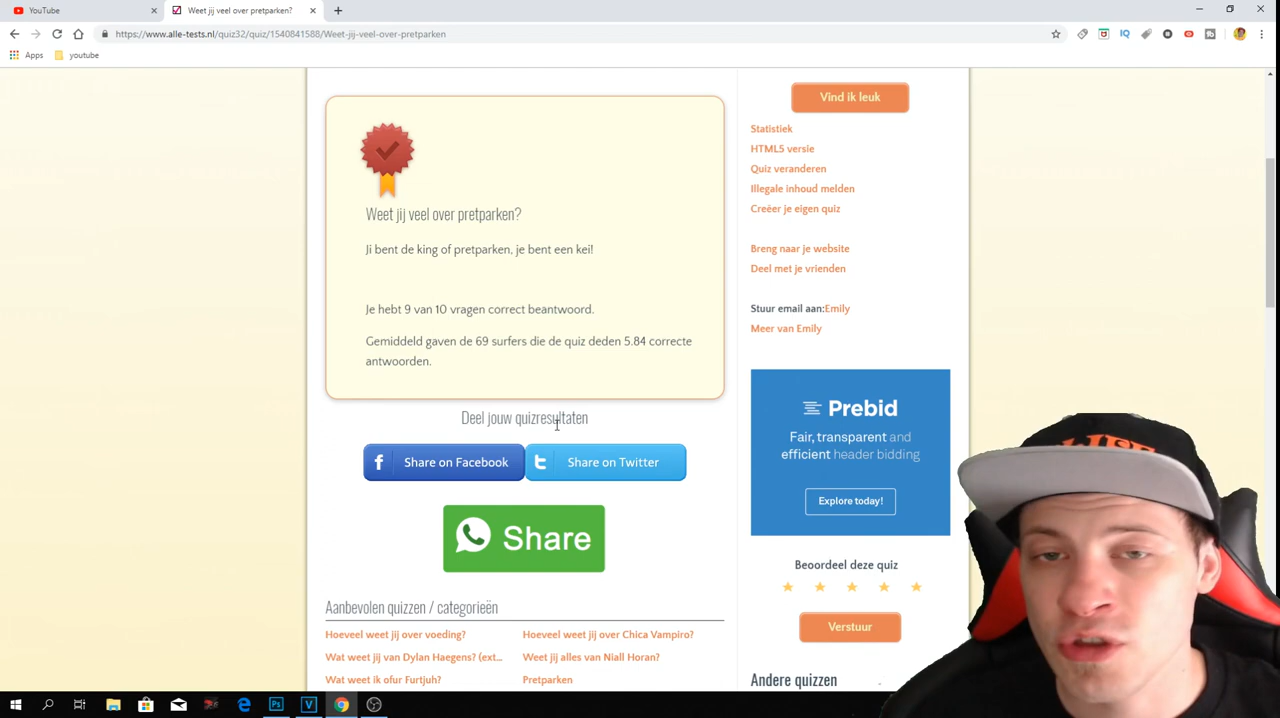 YouTube
Weet jij veel over pretparken?
https://www.alle-tests.nl/quiz32/quiz/1540841588/Weet-jij-veel-over-pretparken
Apps
youtube
Weet jij veel over pretparken?
Ji bent de king of pretparken, je bent een kei!
Je hebt 9 van 10 vragen correct beantwoord.
Gemiddeld gaven de 69 surfers die de quiz deden 5.84 correcte
antwoorden.
Deel jouw quizresultaten
Share on Facebook
Share on Twitter
Share
Aanbevolen quizzen / categorieën
Hoeveel weet jij over voeding?
Hoeveel weet jij over Chica Vampiro?
Wat weet jij van Dylan Haegens? (ext...
Weet jij alles van Niall Horan?
Wat weet ik ofur Furtjuh?
Pretparken
Vind ik leuk
Statistiek
HTML5 versie
Quiz veranderen
Illegale inhoud melden
Creëer je eigen quiz
Breng naar je website
Deel met je vrienden
Stuur email aan:Emily
Meer van Emily
Prebid
Fair, transparent and
efficient header bidding
Explore today!
Beoordeel deze quiz
Verstuur
Andere quizzen